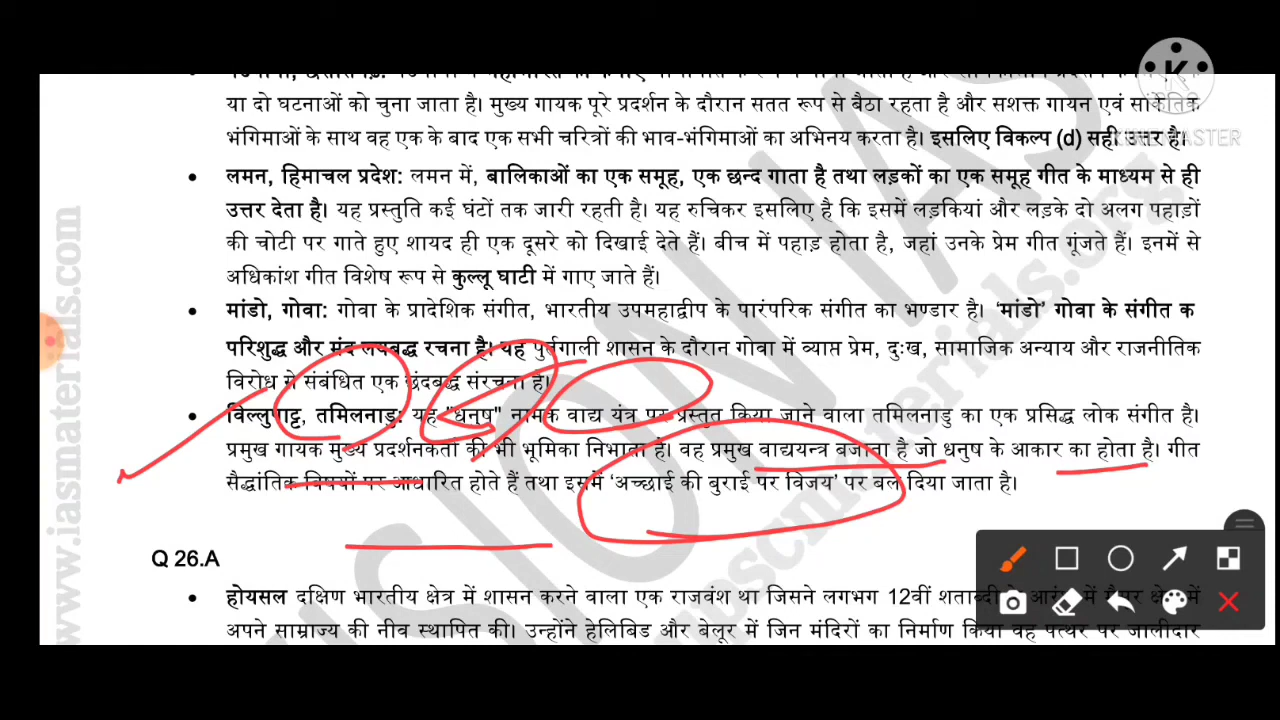 या दो घटनाओं को चुना जाता है। मुख्य गायक पूरे प्रदर्शन के दौरान सतत रूप से बैठा रहता है और सशक्त गायन एवं सांकेतिक
भंगिमाओं के साथ वह एक के बाद एक सभी चरित्रों की भाव-भंगिमाओं का अभिनय करता है। इसलिए विकल्प (d) सही उत्तर है।
• लमन, हिमाचल प्रदेश: लमन में, बालिकाओं का एक समूह, एक छन्द गाता है तथा लड़कों का एक समूह गीत के माध्यम से ही
उत्तर देता है। यह प्रस्तुति कई घंटों तक जारी रहती है। यह रुचिकर इसलिए है कि इसमें लड़कियां और लड़के दो अलग पहाड़ों
की चोटी पर गाते हुए शायद ही एक दूसरे को दिखाई देते हैं। बीच में पहाड़ होता है, जहां उनके प्रेम गीत गूंजते हैं। इनमें से
अधिकांश गीत विशेष रूप से कुल्लू घाटी में गाए जाते हैं।
• मांडो, गोवा: गोवा के प्रादेशिक संगीत, भारतीय उपमहाद्वीप के पारंपरिक संगीत का भण्डार है। 'मांडो' गोवा के संगीत क
परिशुद्ध और मंद लयबद्ध रचना है। यह पुर्तगाली शासन के दौरान गोवा में व्याप्त प्रेम, दुःख, सामाजिक अन्याय और राजनीतिक
विरोध से संबंधित एक छंदबद्ध संरचना है।
• विल्लुपाट्ट, तमिलनाडु: यह "धनुष" नामक वाद्य यंत्र पर प्रस्तुत किया जाने वाला तमिलनाडु का एक प्रसिद्ध लोक संगीत है।
प्रमुख गायक मुख्य प्रदर्शनकर्ता की भी भूमिका निभाता है। वह प्रमुख वाद्ययन्त्र बजाता है जो धनुष के आकार का होता है। गीत
सैद्धांतिक विषयों पर आधारित होते हैं तथा इसमें 'अच्छाई की बुराई पर विजय' पर बल दिया जाता है।
Q 26.A
• होयसल दक्षिण भारतीय क्षेत्र में शासन करने वाला एक राजवंश था जिसने लगभग 12वीं शताब्दी के आरंभ में मैसूर क्षेत्र में
अपने साम्राज्य की नीव स्थापित की। उन्होंने हेलिबिड और बेलूर में जिन मंदिरों का निर्माण किया वह पत्थर पर जालीदार
www.iasmaterials.com
VISION IAS